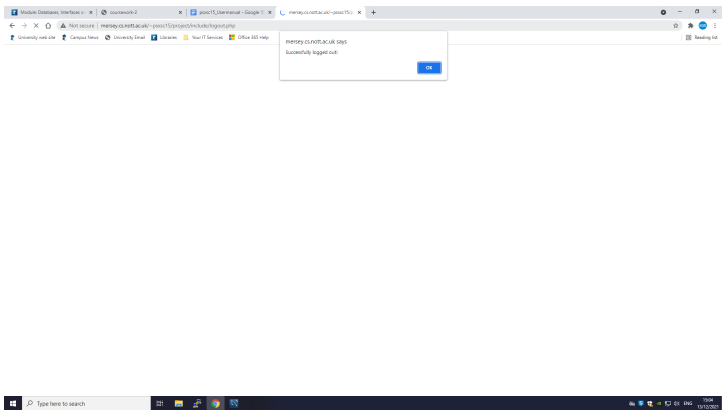 Module: Databases, Interfaces a
coursework-2
psxsc15_Usermanual - Google D
mersey.cs.nott.ac.uk/~psxsc15/p
Not secure | mersey.cs.nott.ac.uk/~psxsc15/project/include/logout.php
University web site
Campus News
University Email
Libraries
Your IT Services
Office 365 Help
Reading list
mersey.cs.nott.ac.uk says
Successfully logged out!
OK
Type here to search
ENG
19:04
13/12/2021